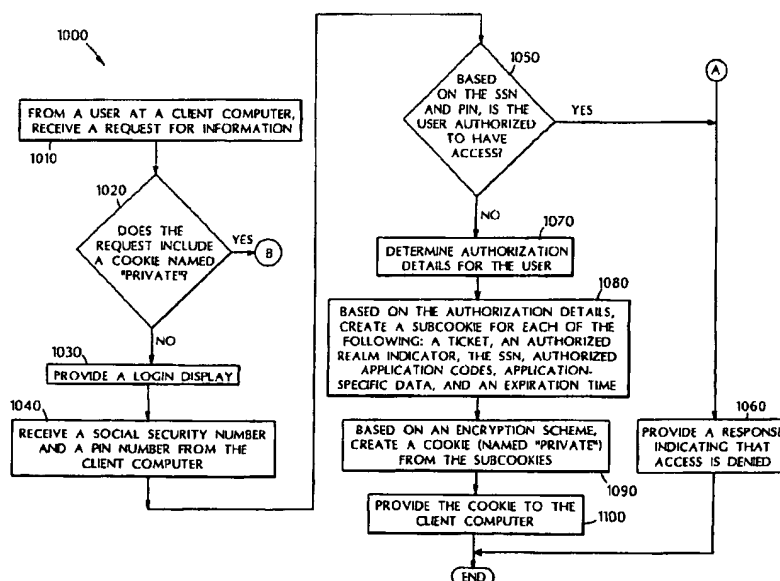 1000
FROM A USER AT A CLIENT COMPUTER,
RECEIVE A REQUEST FOR INFORMATION
1010
1020
DOES THE
REQUEST INCLUDE
A COOKIE NAMED
"PRIVATE"?
YES
B
NO
1030
PROVIDE A LOGIN DISPLAY
1040
RECEIVE A SOCIAL SECURITY NUMBER
AND A PIN NUMBER FROM THE
CLIENT COMPUTER
1050
BASED
ON THE SSN
AND PIN, IS THE
USER AUTHORIZED
TO HAVE
ACCESS?
YES
NO
1070
DETERMINE AUTHORIZATION
DETAILS FOR THE USER
1080
BASED ON THE AUTHORIZATION DETAILS,
CREATE A SUBCOOKIE FOR EACH OF THE
FOLLOWING: A TICKET, AN AUTHORIZED
REALM INDICATOR, THE SSN, AUTHORIZED
APPLICATION CODES, APPLICATION-
SPECIFIC DATA, AND AN EXPIRATION TIME
BASED ON AN ENCRYPTION SCHEME,
CREATE A COOKIE (NAMED "PRIVATE")
FROM THE SUBCOOKIES
1090
PROVIDE THE COOKIE TO THE
CLIENT COMPUTER
1100
A
1060
PROVIDE A RESPONSE
INDICATING THAT
ACCESS IS DENIED
END